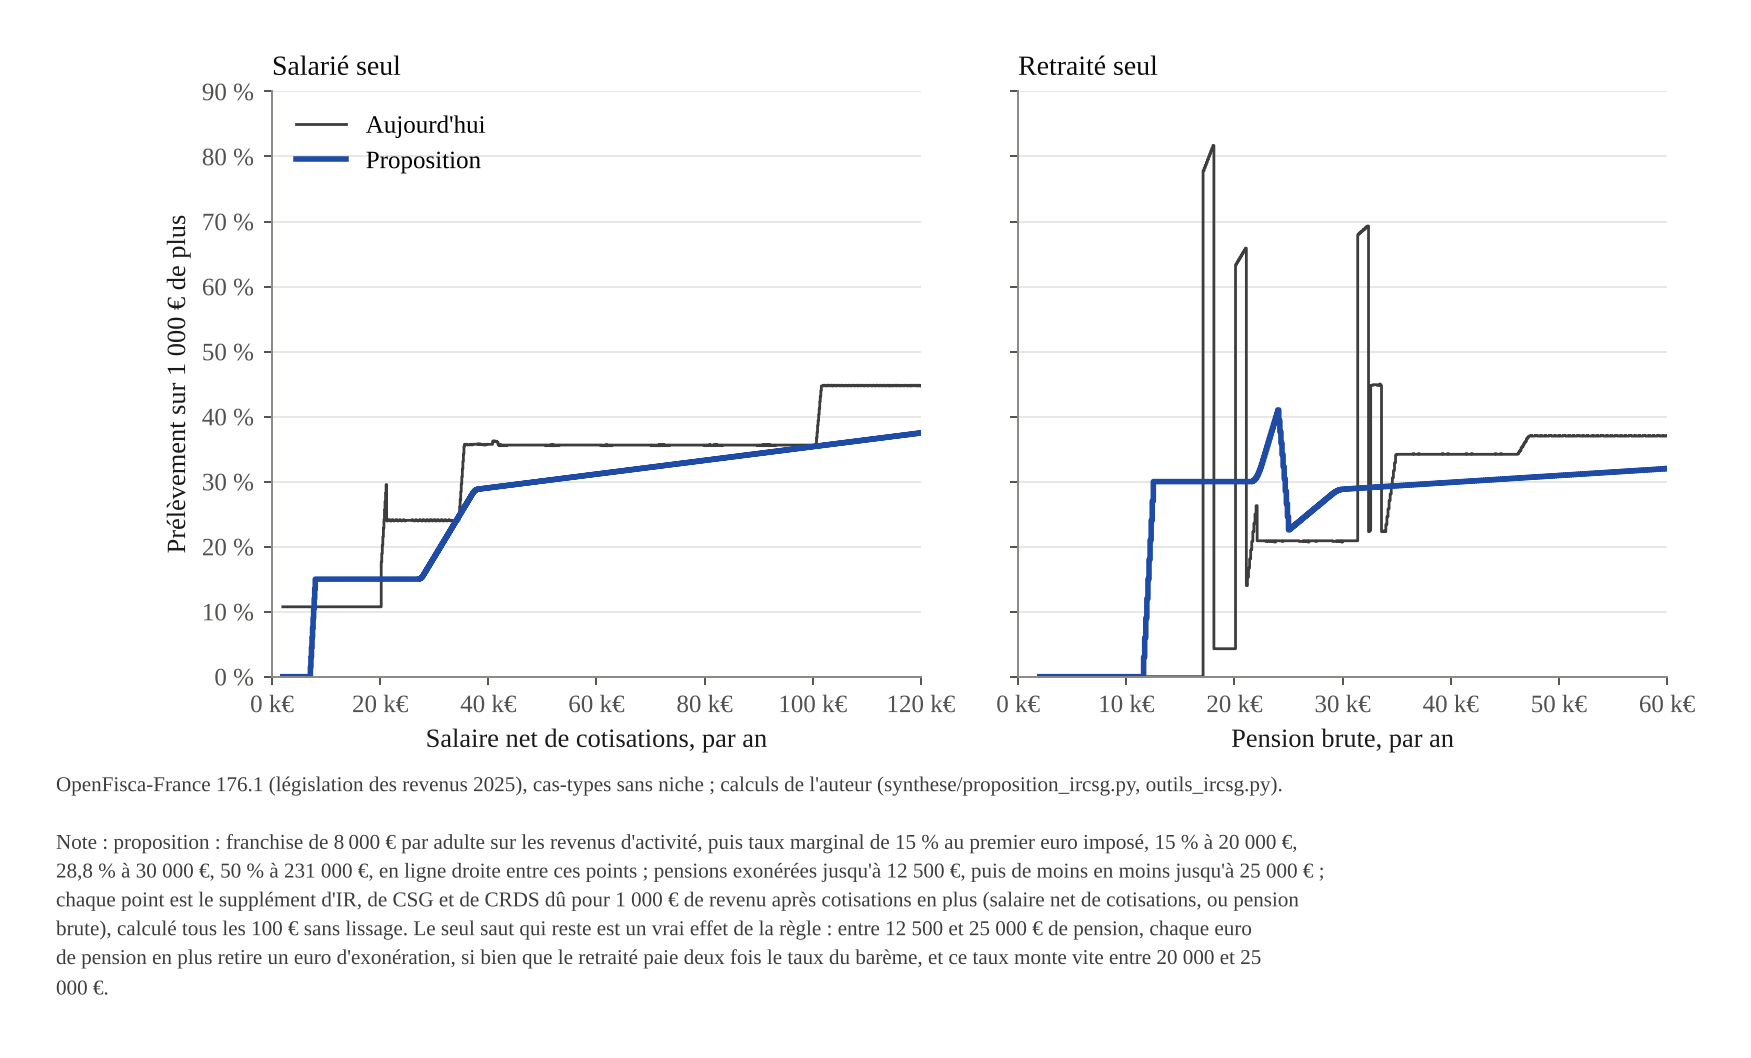 Salarié seul
Retraité seul
90 %
80 %
70 %
60 %
50 %
40 %
30 %
20 %
10 %
0 %
Prélèvement sur 1 000 € de plus
Aujourd'hui
Proposition
0 k€ 20 k€ 40 k€ 60 k€ 80 k€ 100 k€ 120 k€
0 k€ 10 k€ 20 k€ 30 k€ 40 k€ 50 k€ 60 k€
Salaire net de cotisations, par an
Pension brute, par an
OpenFisca-France 176.1 (législation des revenus 2025), cas-types sans niche ; calculs de l'auteur (synthese/proposition_ircsg.py, outils_ircsg.py).
Note : proposition : franchise de 8 000 € par adulte sur les revenus d'activité, puis taux marginal de 15 % au premier euro imposé, 15 % à 20 000 €,
28,8 % à 30 000 €, 50 % à 231 000 €, en ligne droite entre ces points ; pensions exonérées jusqu'à 12 500 €, puis de moins en moins jusqu'à 25 000 € ;
chaque point est le supplément d'IR, de CSG et de CRDS dû pour 1 000 € de revenu après cotisations en plus (salaire net de cotisations, ou pension
brute), calculé tous les 100 € sans lissage. Le seul saut qui reste est un vrai effet de la règle : entre 12 500 et 25 000 € de pension, chaque euro
de pension en plus retire un euro d'exonération, si bien que le retraité paie deux fois le taux du barème, et ce taux monte vite entre 20 000 et 25
000 €.